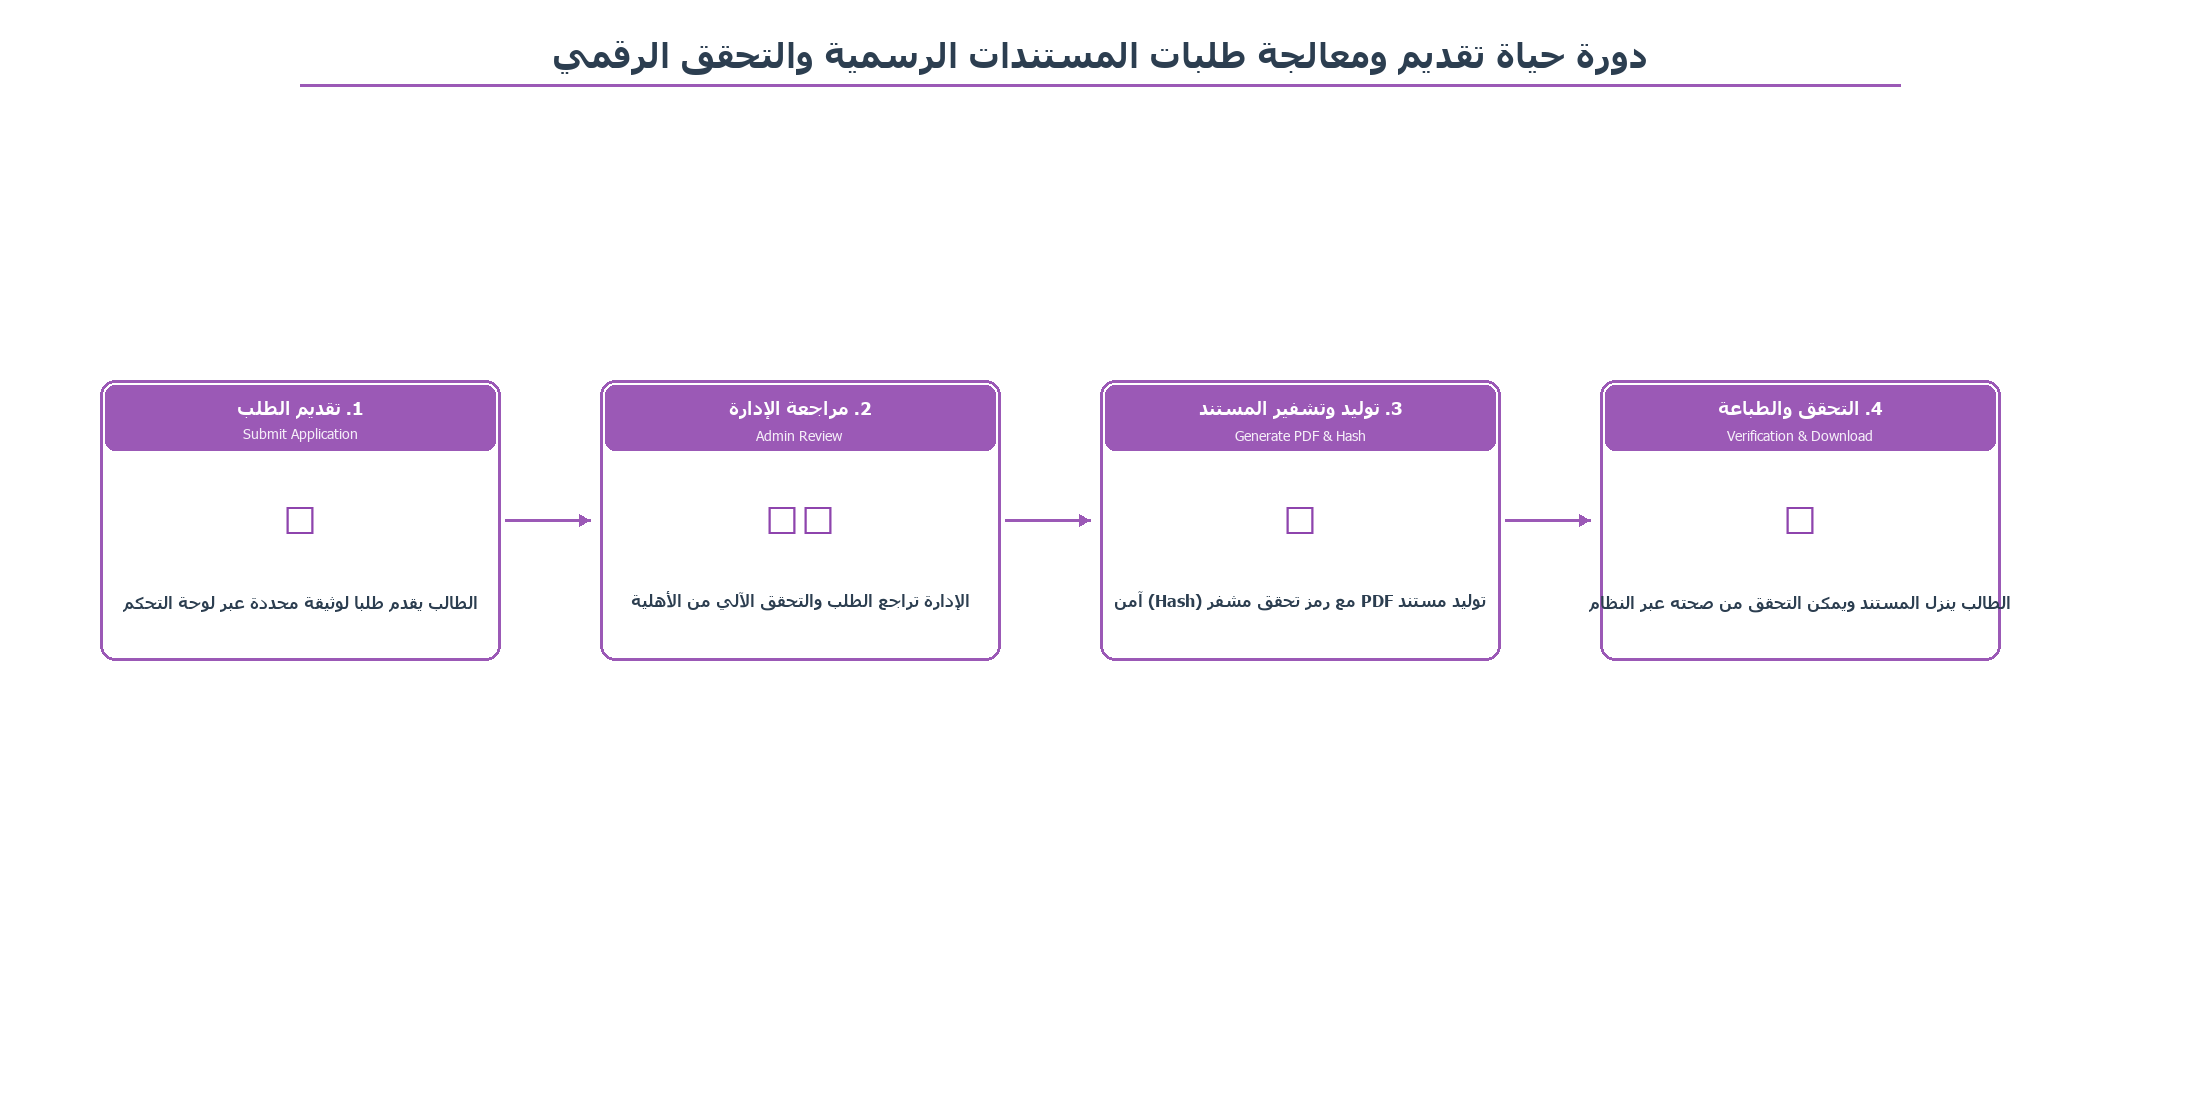 دورة حياة تقديم ومعالجة طلبات المستندات الرسمية والتحقق الرقمي
1. تقديم الطلب
Submit Application
الطالب يقدم طلبا لوثيقة محددة عبر لوحة التحكم
2. مراجعة الإدارة
Admin Review
الإدارة تراجع الطلب والتحقق الآلي من الأهلية
3. توليد وتشفير المستند
Generate PDF & Hash
توليد مستند PDF مع رمز تحقق مشفر (Hash) آمن
4. التحقق والطباعة
Verification & Download
الطالب ينزل المستند ويمكن التحقق من صحته عبر النظام